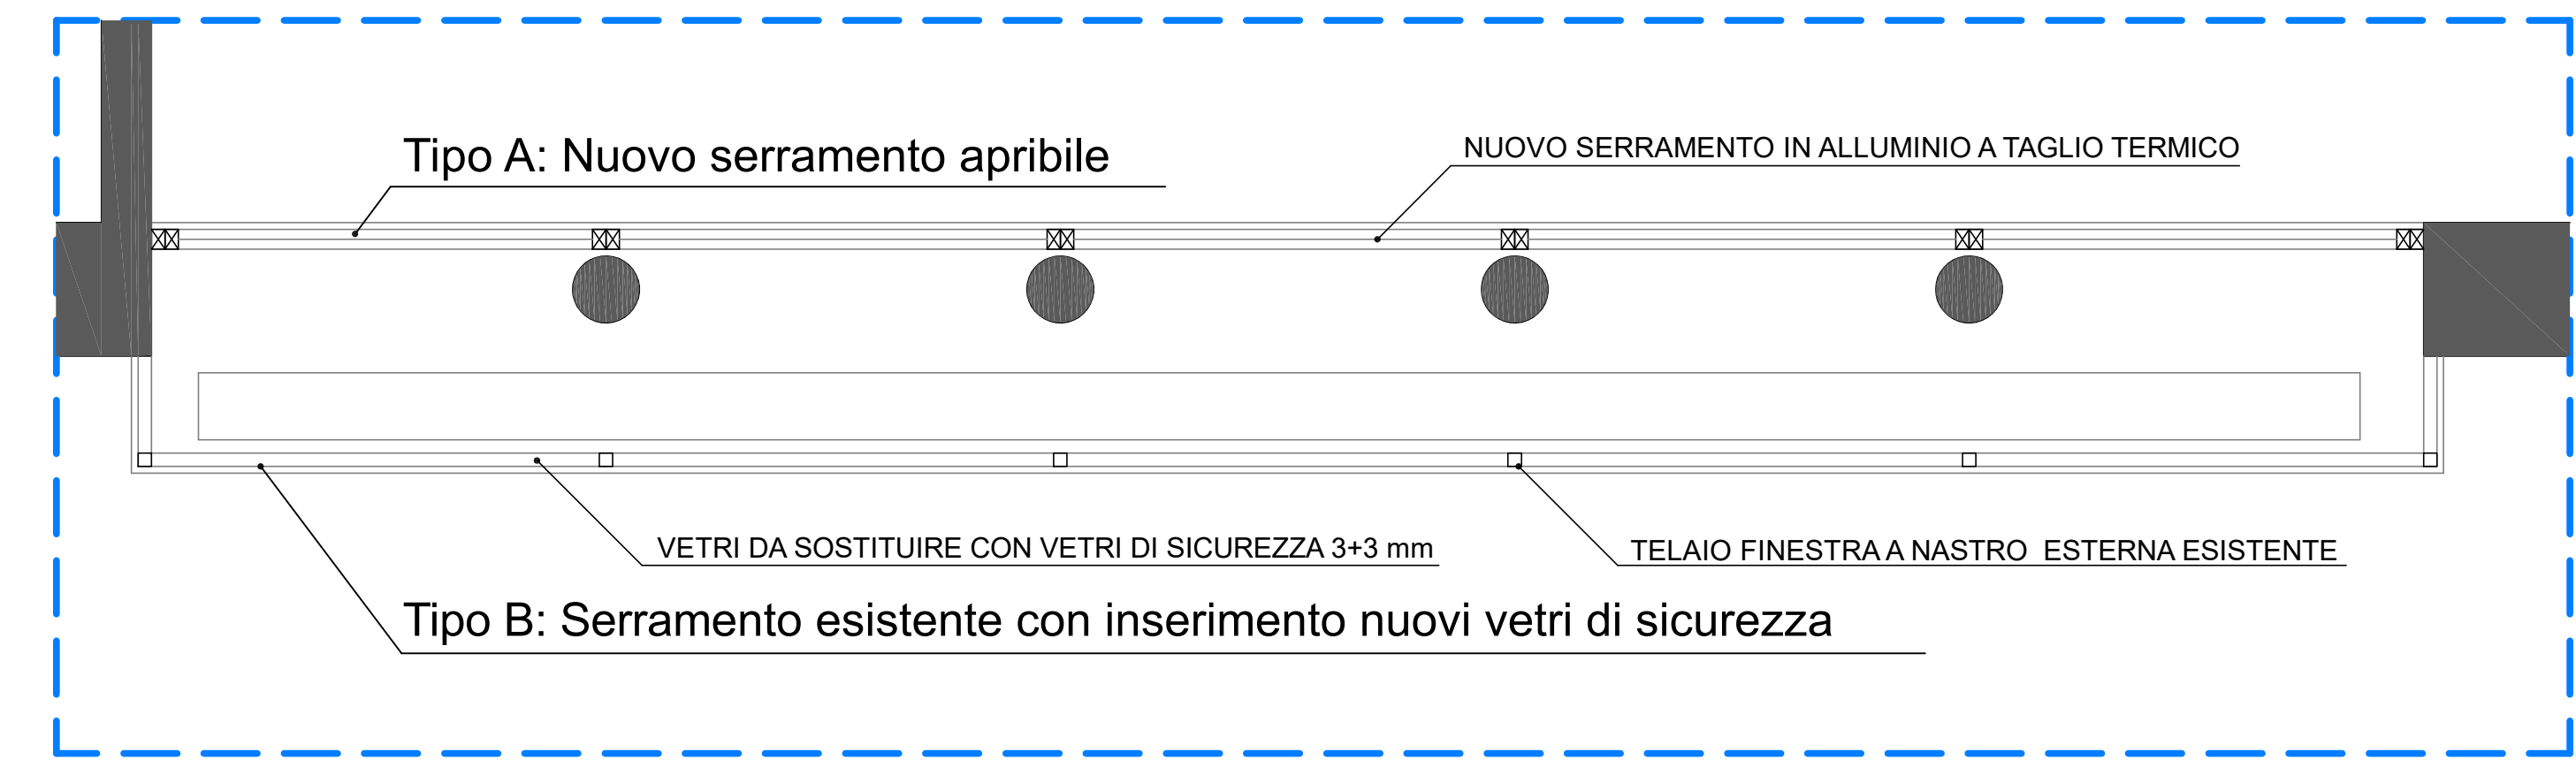 Tipo A: Nuovo serramento apribile
NUOVO SERRAMENTO IN ALLUMINIO A TAGLIO TERMICO
VETRI DA SOSTITUIRE CON VETRI DI SICUREZZA 3+3 mm
TELAIO FINESTRA A NASTRO  ESTERNA ESISTENTE
Tipo B: Serramento esistente con inserimento nuovi vetri di sicurezza